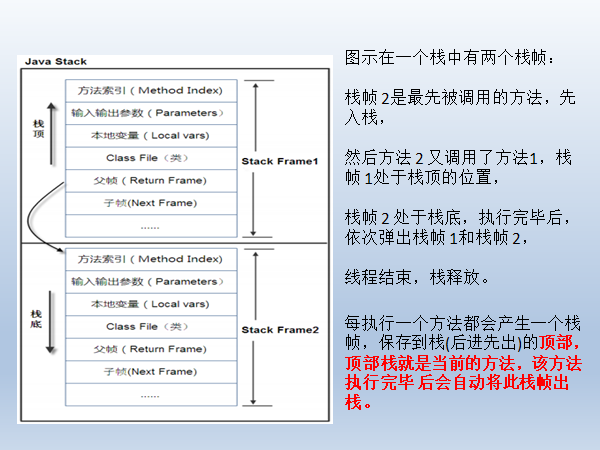 Java Stack
方法索引 ( Method Index)
输入输出参数 ( Parameters )
本地变量 ( Local vars)
Class File (类)
父帧 ( Return Frame)
子帧(Next Frame)
......
栈
顶
Stack Frame1
方法索引 ( Method Index)
输入输出参数 ( Parameters )
本地变量 ( Local vars)
Class File (类)
父帧 ( Return Frame)
子帧(Next Frame)
......
栈
底
Stack Frame2
图示在一个栈中有两个栈帧：
栈帧 2是最先被调用的方法，先
入栈，
然后方法 2 又调用了方法1，栈
帧 1处于栈顶的位置，
栈帧 2 处于栈底，执行完毕后，
依次弹出栈帧 1和栈帧 2，
线程结束，栈释放。
每执行一个方法都会产生一个栈
帧，保存到栈(后进先出)的顶部，
顶部栈就是当前的方法，该方法
执行完毕 后会自动将此栈帧出
栈。